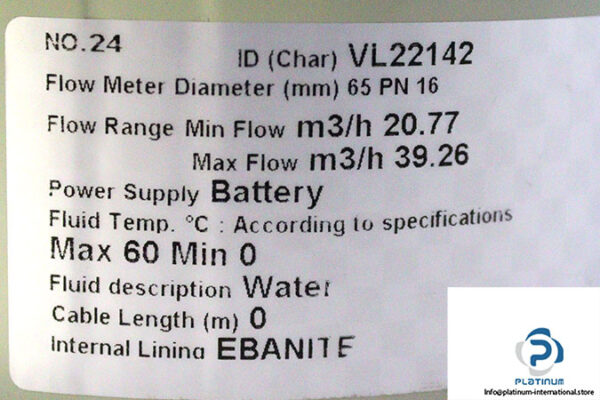 NO.24
ID (Char) VL22142
Flow Meter Diameter (mm) 65 PN 16
Flow Range Min Flow m3/h 20.77
Max Flow m3/h 39.26
Power Supply Battery
Fluid Temp. °C : According to specifications
Max 60 Min 0
Fluid description Water
Cable Length (m) 0
Internal Lining EBANITE
PLATINUM
Info@platinum-international.store